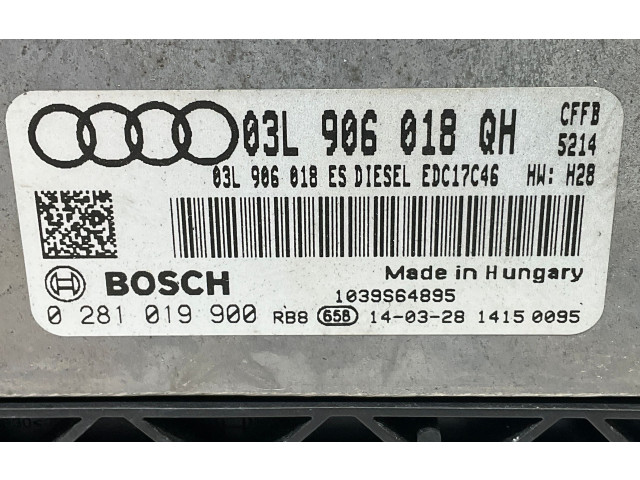 03L 906 018 QH CFFB
5214
03L 906 018 ES DIESEL EDC17C46 HW: H28
BOSCH Made in Hungary
1039S64895
0 281 019 900 RB8 658 14-03-28 1415 0095